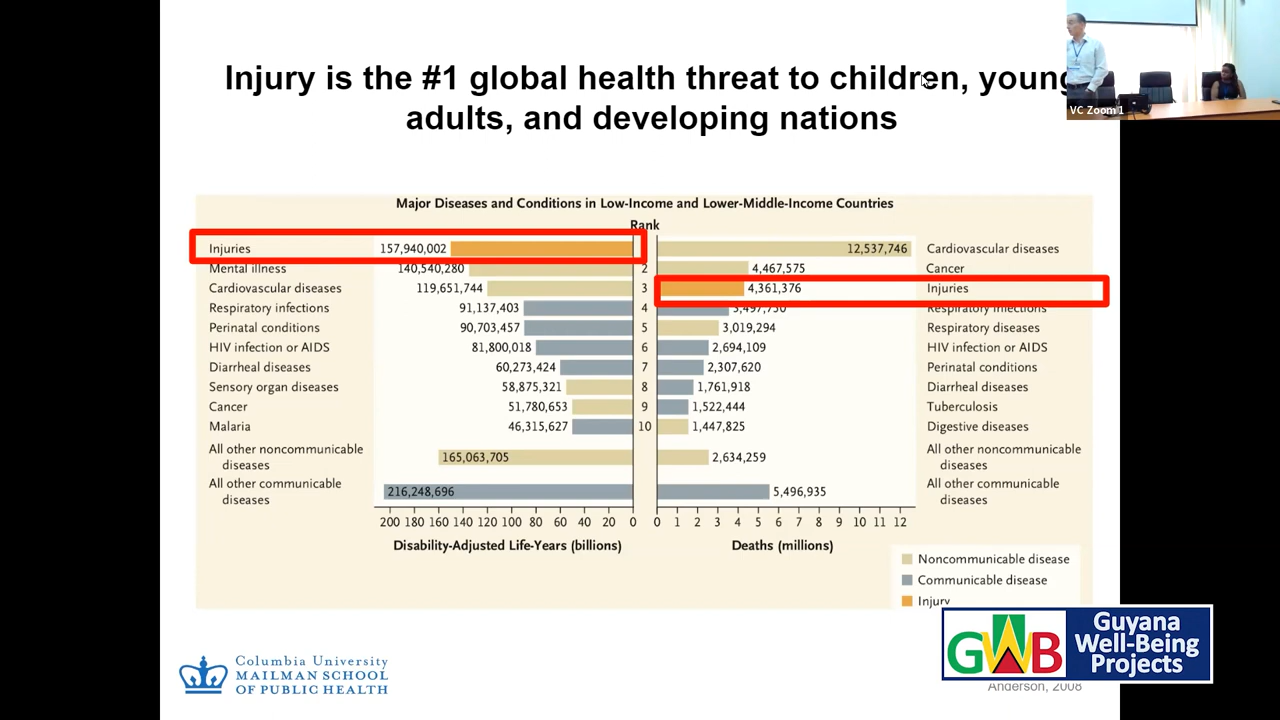 Injury is the #1 global health threat to children, young
adults, and developing nations
VC Zoom 1
Major Diseases and Conditions in Low-Income and Lower-Middle-Income Countries
Rank
Injuries 157,940,002 12,537,746 Cardiovascular diseases
Mental illness 140,540,280 2 4,467,575 Cancer
Cardiovascular diseases 119,651,744 3 4,361,376 Injuries
Respiratory infections 91,137,403 4 3,497,750 Respiratory infections
Perinatal conditions 90,703,457 5 3,019,294 Respiratory diseases
HIV infection or AIDS 81,800,018 6 2,694,109 HIV infection or AIDS
Diarrheal diseases 60,273,424 7 2,307,620 Perinatal conditions
Sensory organ diseases 58,875,321 8 1,761,918 Diarrheal diseases
Cancer 51,780,653 9 1,522,444 Tuberculosis
Malaria 46,315,627 10 1,447,825 Digestive diseases
All other noncommunicable
diseases
165,063,705 2,634,259
All other noncommunicable
diseases
All other communicable
diseases
216,248,696 5,496,935
All other communicable
diseases
200 180 160 140 120 100 80 60 40 20 0 0 1 2 3 4 5 6 7 8 9 10 11 12
Disability-Adjusted Life-Years (billions) Deaths (millions)
Noncommunicable disease
Communicable disease
Injury
Columbia University
MAILMAN SCHOOL
OF PUBLIC HEALTH
GWB
Guyana
Well-Being
Projects
Anderson, 2008